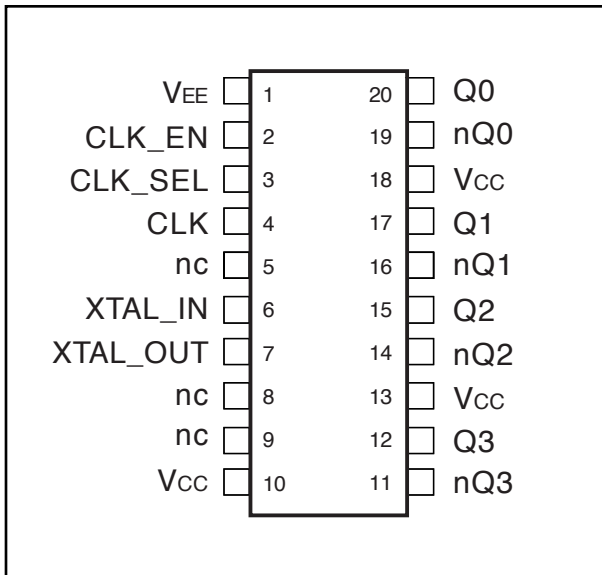 VEE 1 20 Q0
CLK_EN 2 19 nQ0
CLK_SEL 3 18 VCC
CLK 4 17 Q1
nc 5 16 nQ1
XTAL_IN 6 15 Q2
XTAL_OUT 7 14 nQ2
nc 8 13 VCC
nc 9 12 Q3
VCC 10 11 nQ3